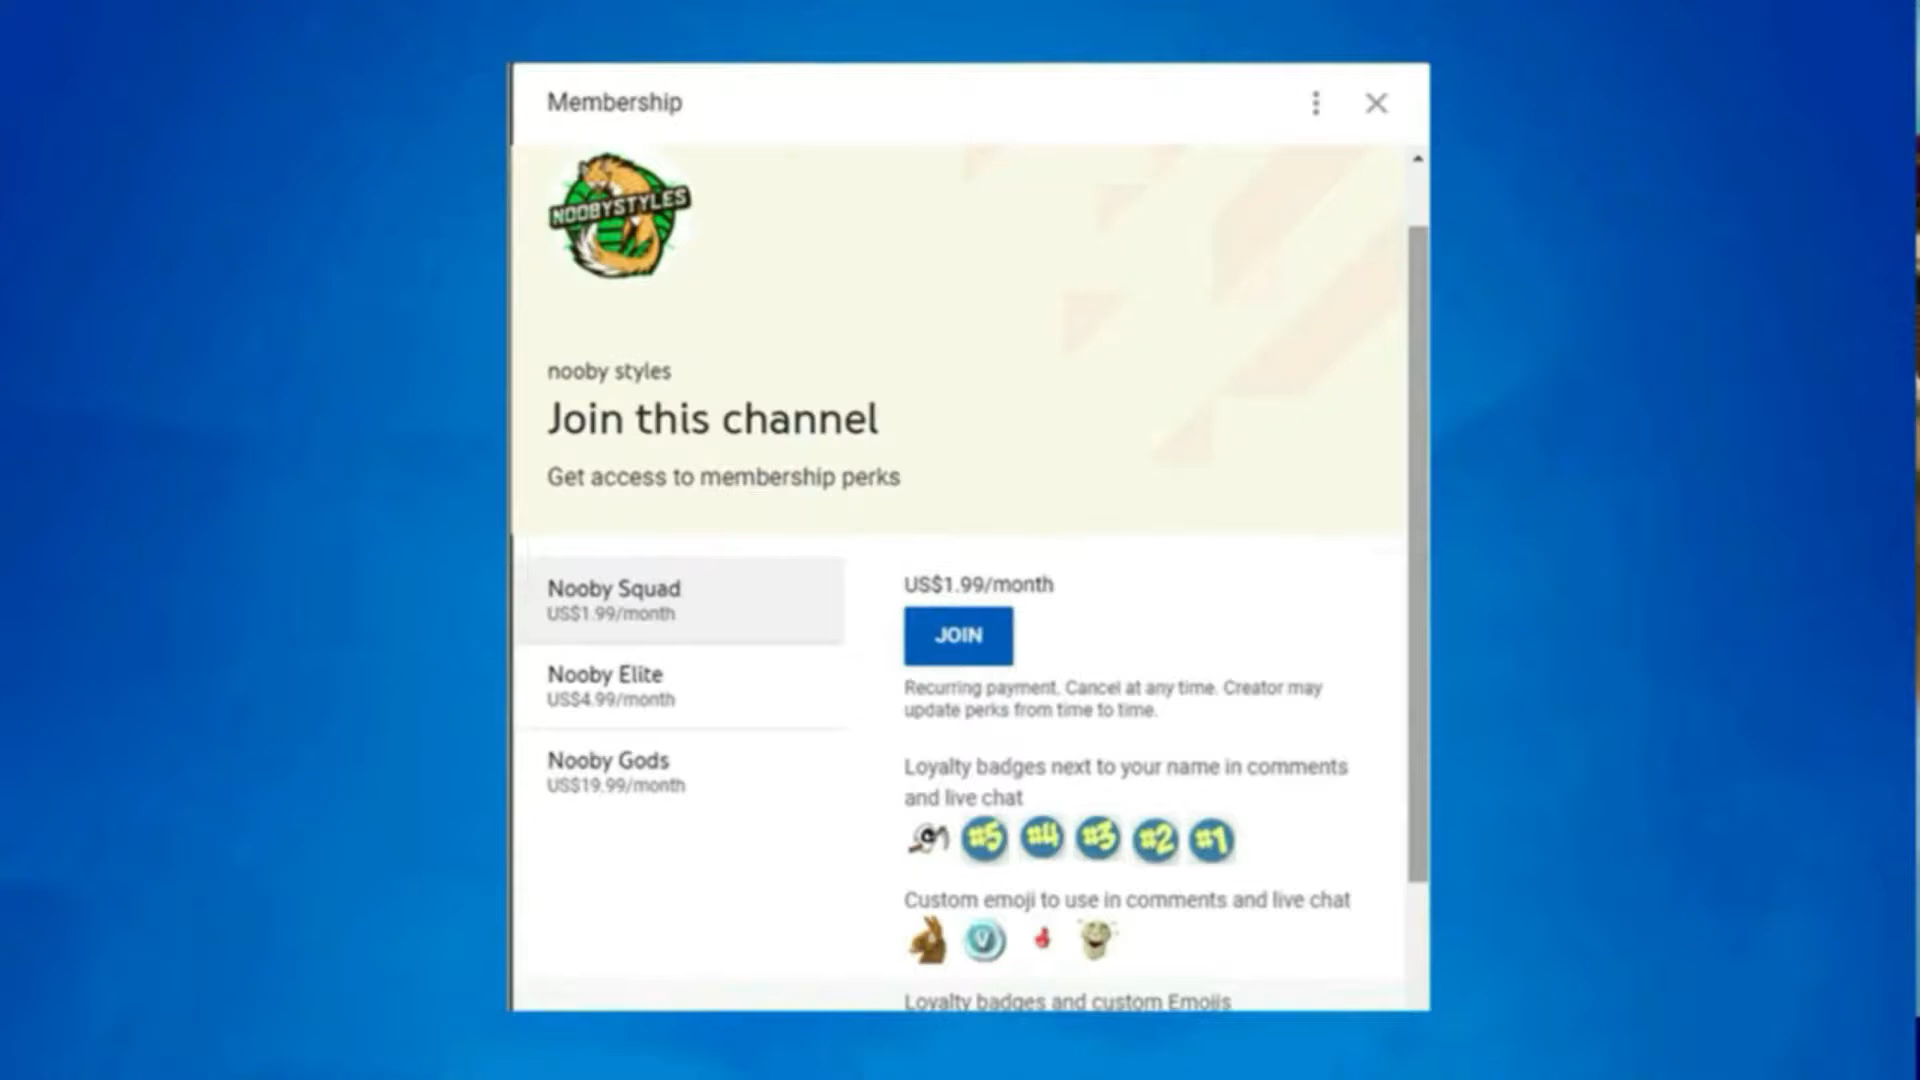 Membership
NOOBYSTYLES
nooby styles
Join this channel
Get access to membership perks
Nooby Squad
US$1.99/month
Nooby Elite
US$4.99/month
Nooby Gods
US$19.99/month
US$1.99/month
JOIN
Recurring payment. Cancel at any time. Creator may
update perks from time to time.
Loyalty badges next to your name in comments
and live chat
#5 #4 #3 #2 #1
Custom emoji to use in comments and live chat
V
Loyalty badges and custom Emojis